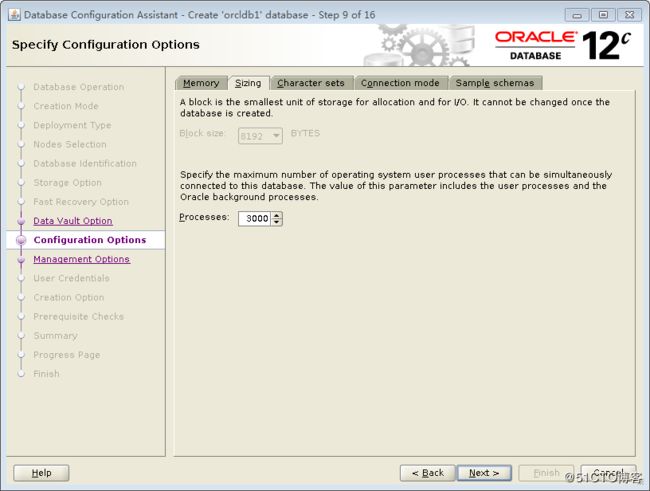 Database Configuration Assistant - Create 'orcldb1' database - Step 9 of 16
Specify Configuration Options
ORACLE
DATABASE
12c
Database Operation
Creation Mode
Deployment Type
Nodes Selection
Database Identification
Storage Option
Fast Recovery Option
Data Vault Option
Configuration Options
Management Options
User Credentials
Creation Option
Prerequisite Checks
Summary
Progress Page
Finish
Memory
Sizing
Character sets
Connection mode
Sample schemas
A block is the smallest unit of storage for allocation and for I/O. It cannot be changed once the
database is created.
Block size: 8192 BYTES
Specify the maximum number of operating system user processes that can be simultaneously
connected to this database. The value of this parameter includes the user processes and the
Oracle background processes.
Processes: 3000
Help
< Back
Next >
Finish
Cancel
@51CTO博客